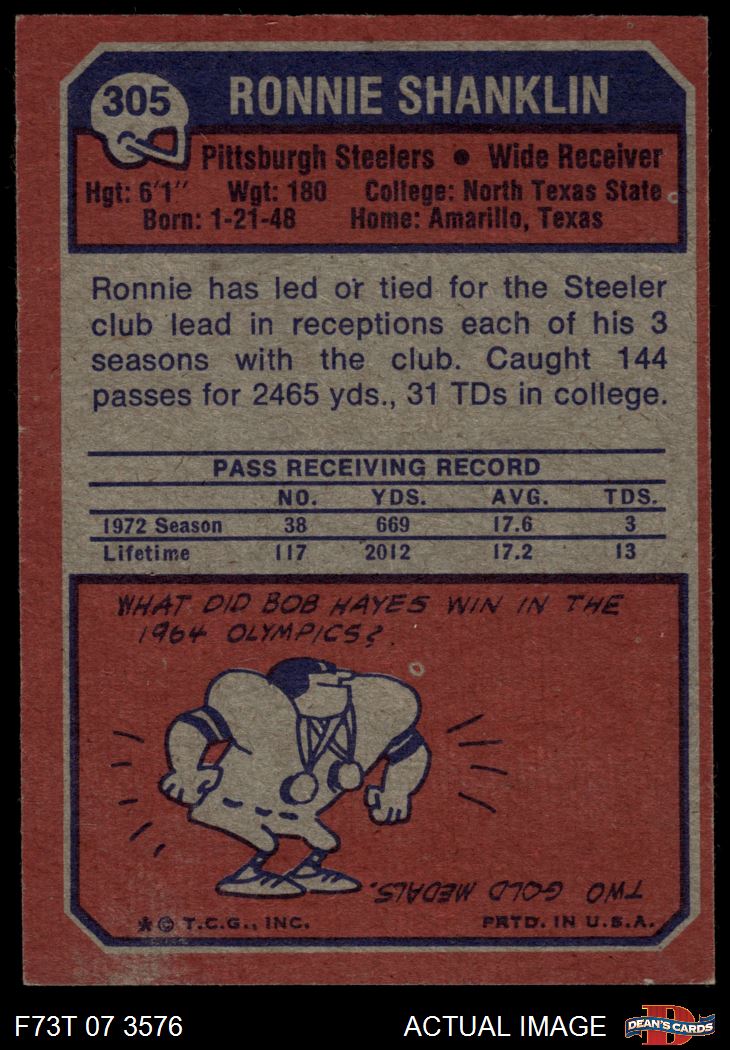 305
RONNIE SHANKLIN
Pittsburgh Steelers • Wide Receiver
Hgt: 6'1" Wgt: 180 College: North Texas State
Born: 1-21-48 Home: Amarillo, Texas
Ronnie has led or tied for the Steeler
club lead in receptions each of his 3
seasons with the club. Caught 144
passes for 2465 yds., 31 TDs in college.
PASS RECEIVING RECORD
NO. YDS. AVG. TDS.
1972 Season 38 669 17.6 3
Lifetime 117 2012 17.2 13
WHAT DID BOB HAYES WIN IN THE
1964 OLYMPICS?
TWO GOLD MEDALS.
* © T.C.G., INC. PRTD. IN U.S.A.
F73T 07 3576 ACTUAL IMAGE
D
DEAN'S CARDS